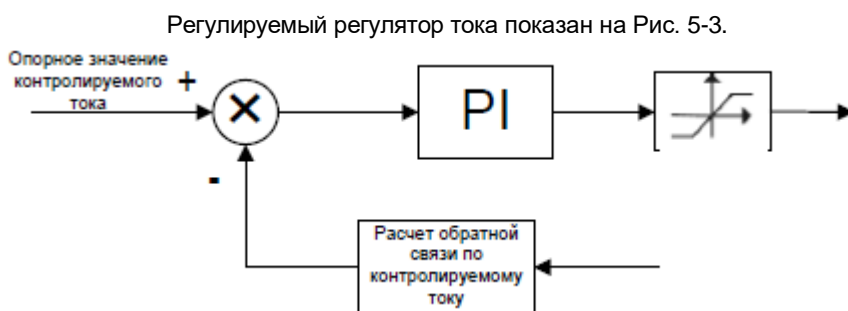 Регулируемый регулятор тока показан на Рис. 5-3.
Опорное значение
контролируемого
тока
+
PI
-
Расчет обратной
связи по
контролируемому
току